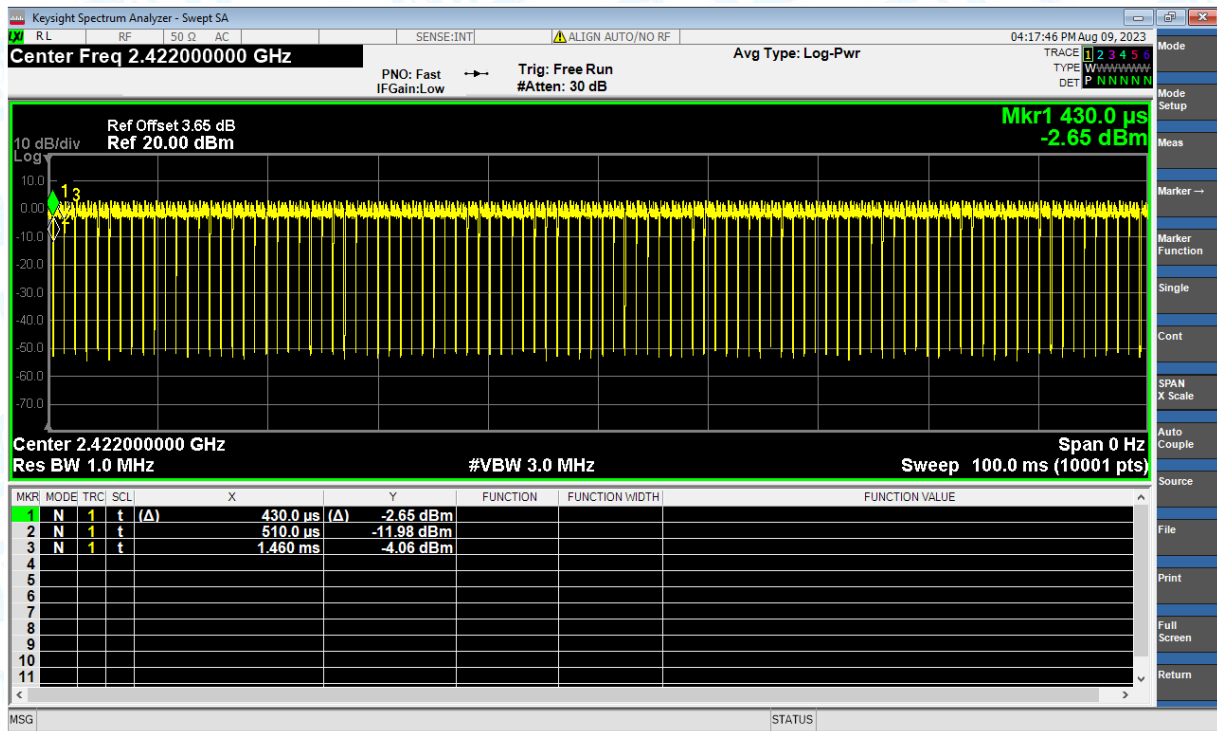 Keysight Spectrum Analyzer - Swept SA
LXI RL RF 50 Ω AC SENSE:INT ALIGN AUTO/NO RF 04:17:46 PM Aug 09, 2023
Center Freq 2.422000000 GHz
Avg Type: Log-Pwr
TRACE 1 2 3 4 5 6
PNO: Fast Trig: Free Run
TYPE WWWWWW
IFGain:Low #Atten: 30 dB
DET P N N N N N
Mkr1 430.0 µs
Ref Offset 3.65 dB
-2.65 dBm
10 dB/div Ref 20.00 dBm
Log
10.0
1 3
0.00
-10.0
-20.0
-30.0
-40.0
-50.0
-60.0
-70.0
Center 2.422000000 GHz Span 0 Hz
Res BW 1.0 MHz #VBW 3.0 MHz Sweep 100.0 ms (10001 pts)
MKR MODE TRC SCL X Y FUNCTION FUNCTION WIDTH FUNCTION VALUE
1 N 1 t (Δ) 430.0 µs (Δ) -2.65 dBm
2 N 1 t 510.0 µs -11.98 dBm
3 N 1 t 1.460 ms -4.06 dBm
4
5
6
7
8
9
10
11
MSG STATUS
Mode
Mode
Setup
Meas
Marker →
Marker
Function
Single
Cont
SPAN
X Scale
Auto
Couple
Source
File
Print
Full
Screen
Return